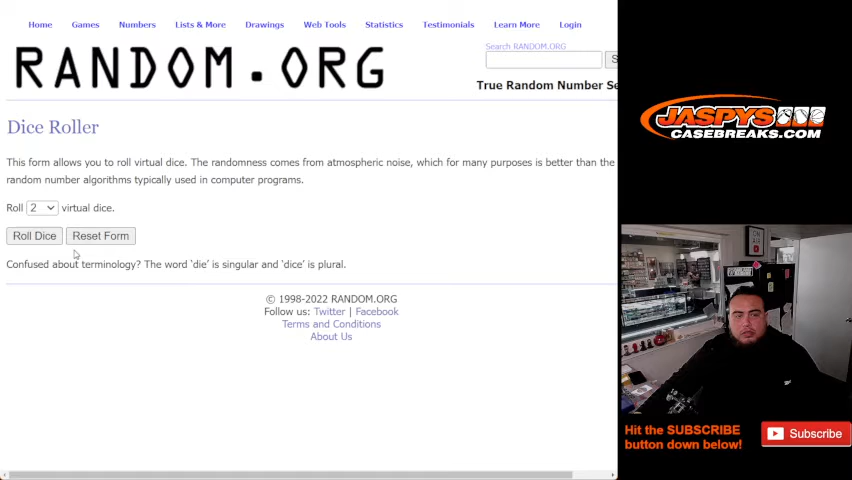 Home Games Numbers Lists & More Drawings Web Tools Statistics Testimonials Learn More Login
Search RANDOM.ORG
RANDOM.ORG
S
True Random Number Se
Dice Roller
This form allows you to roll virtual dice. The randomness comes from atmospheric noise, which for many purposes is better than the
random number algorithms typically used in computer programs.
Roll 2 virtual dice.
Roll Dice Reset Form
Confused about terminology? The word ‘die’ is singular and ‘dice’ is plural.
© 1998-2022 RANDOM.ORG
Follow us: Twitter | Facebook
Terms and Conditions
About Us
JASPYS
CASEBREAKS.COM
ON
AIR
Hit the SUBSCRIBE
button down below!
Subscribe